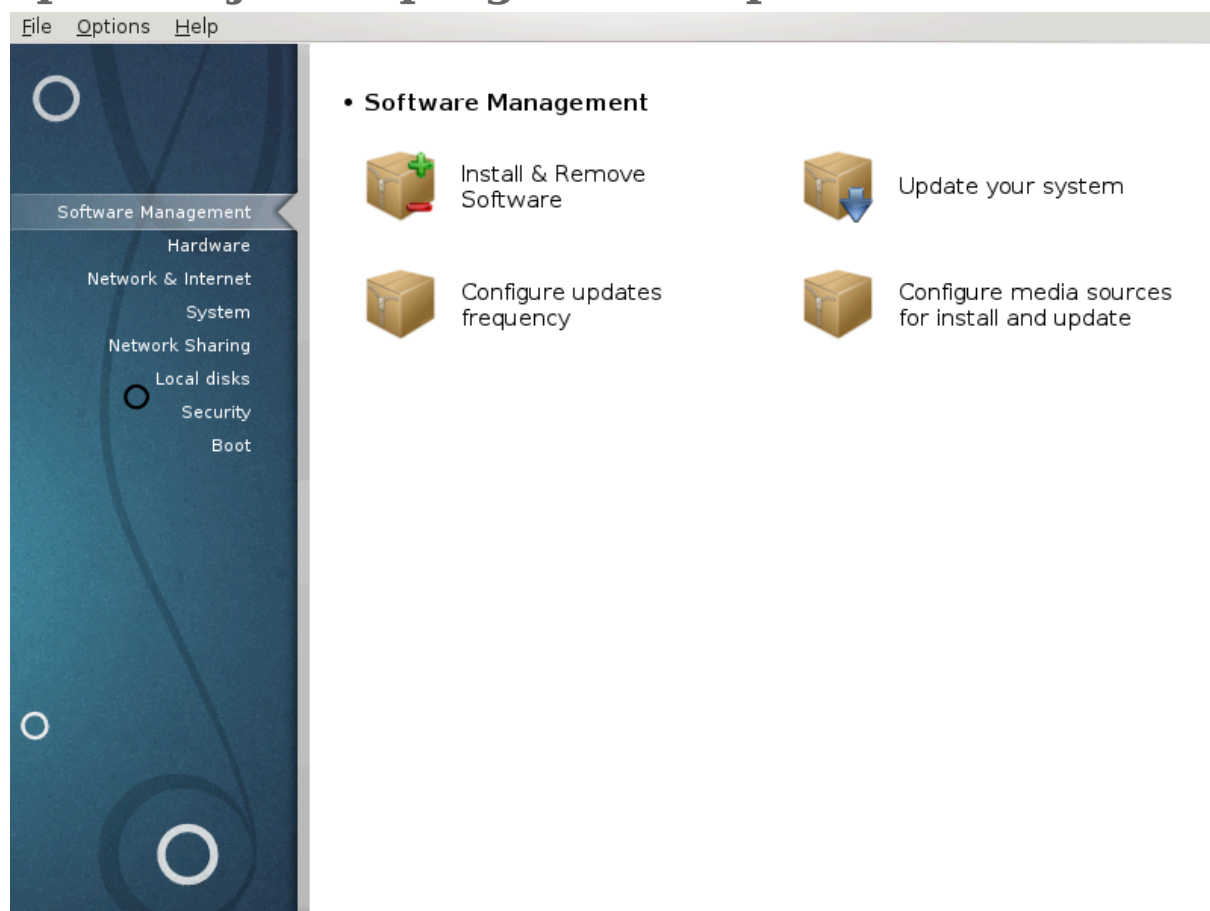 File Options Help
Software Management
Hardware
Network & Internet
System
Network Sharing
Local disks
Security
Boot
• Software Management
Install & Remove
Software
Update your system
Configure updates
frequency
Configure media sources
for install and update